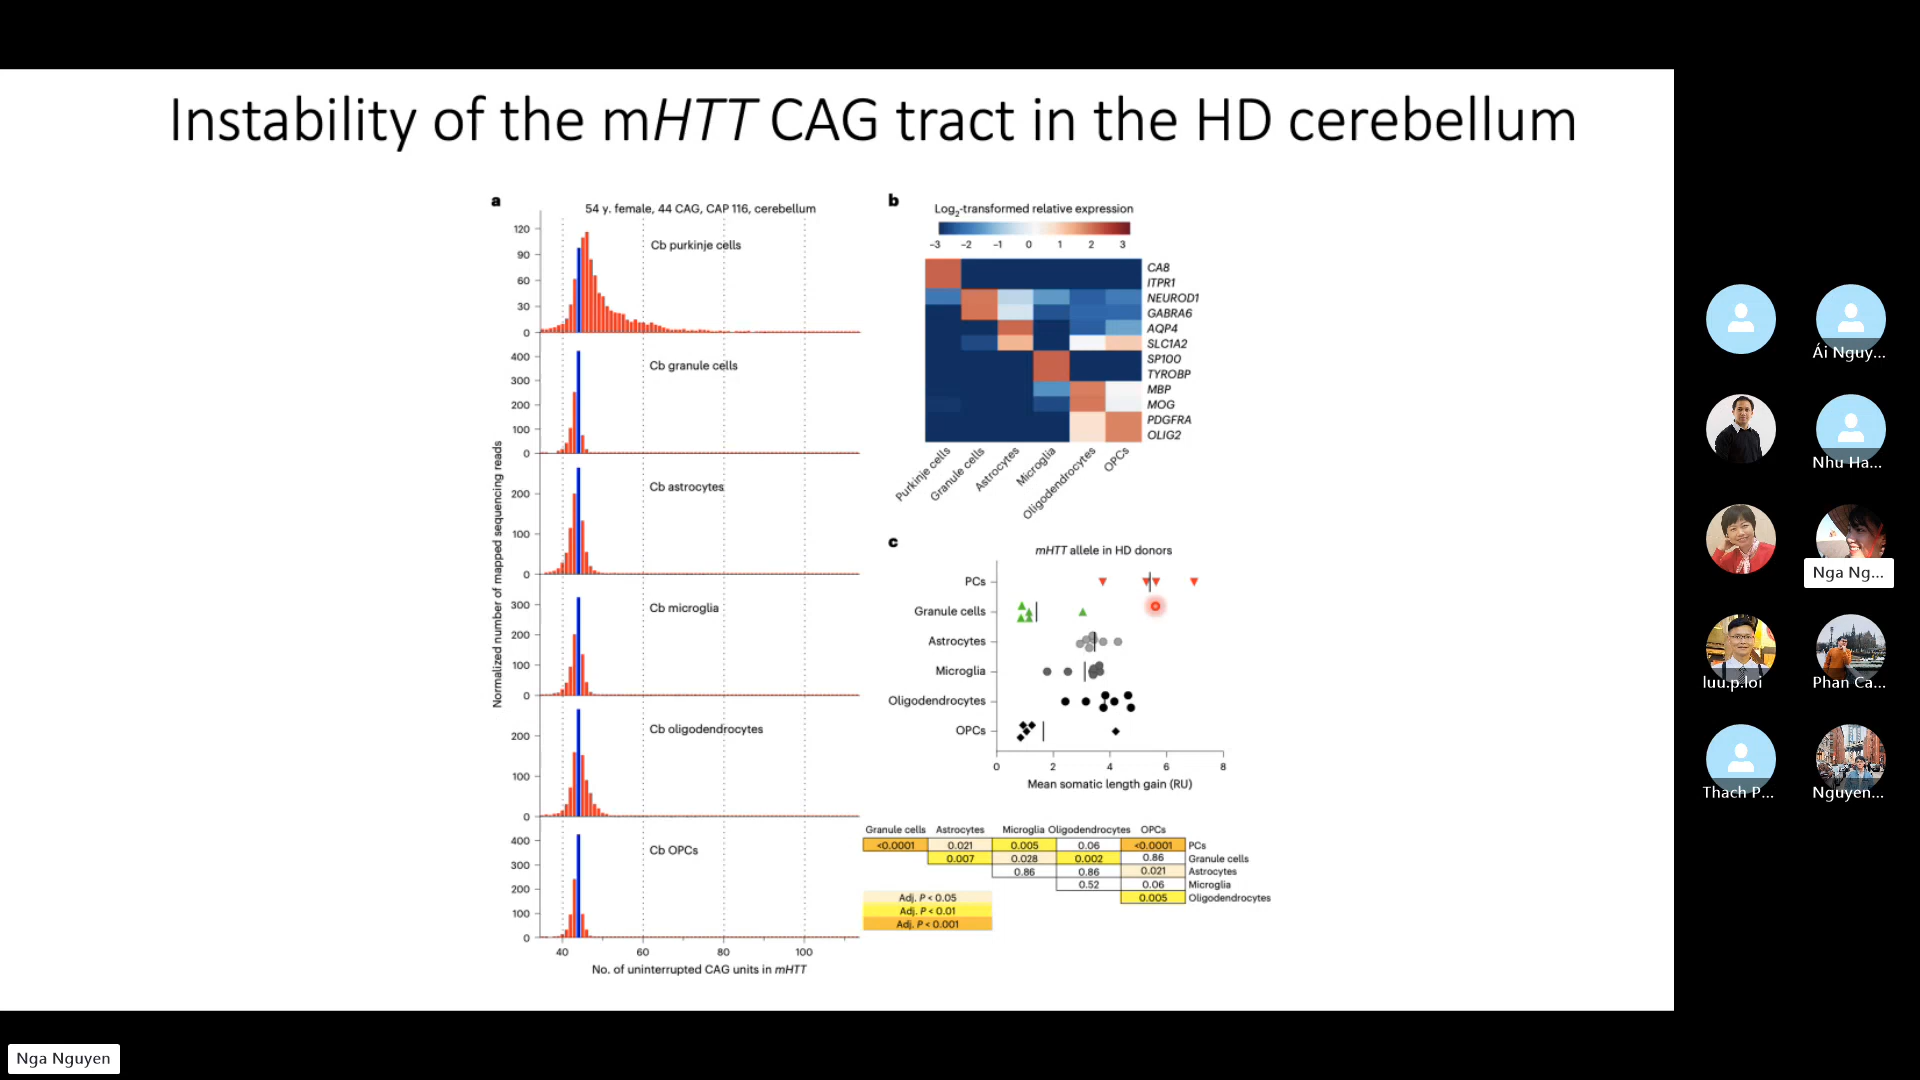 Instability of the mHTT CAG tract in the HD cerebellum
a
54 y. female, 44 CAG, CAP 116, cerebellum
Normalized number of mapped sequencing reads
120
90
60
30
0
Cb purkinje cells
400
300
200
100
0
Cb granule cells
200
100
0
Cb astrocytes
300
200
100
0
Cb microglia
200
100
0
Cb oligodendrocytes
400
300
200
100
0
Cb OPCs
40 60 80 100
No. of uninterrupted CAG units in mHTT
b
Log2-transformed relative expression
−3 −2 −1 0 1 2 3
CA8
ITPR1
NEUROD1
GABRA6
AQP4
SLC1A2
SP100
TYROBP
MBP
MOG
PDGFRA
OLIG2
Purkinje cells
Granule cells
Astrocytes
Microglia
Oligodendrocytes
OPCs
c
mHTT allele in HD donors
PCs
Granule cells
Astrocytes
Microglia
Oligodendrocytes
OPCs
0 2 4 6 8
Mean somatic length gain (RU)
Granule cells Astrocytes Microglia Oligodendrocytes OPCs
<0.0001 0.021 0.005 0.06 <0.0001 PCs
0.007 0.028 0.002 0.86 Granule cells
0.86 0.86 0.021 Astrocytes
0.52 0.06 Microglia
0.005 Oligodendrocytes
Adj. P < 0.05
Adj. P < 0.01
Adj. P < 0.001
Ái Nguy...
Nhu Ha...
Nga Ng...
luu.p.loi
Phan Ca...
Thach P...
Nguyen...
Nga Nguyen